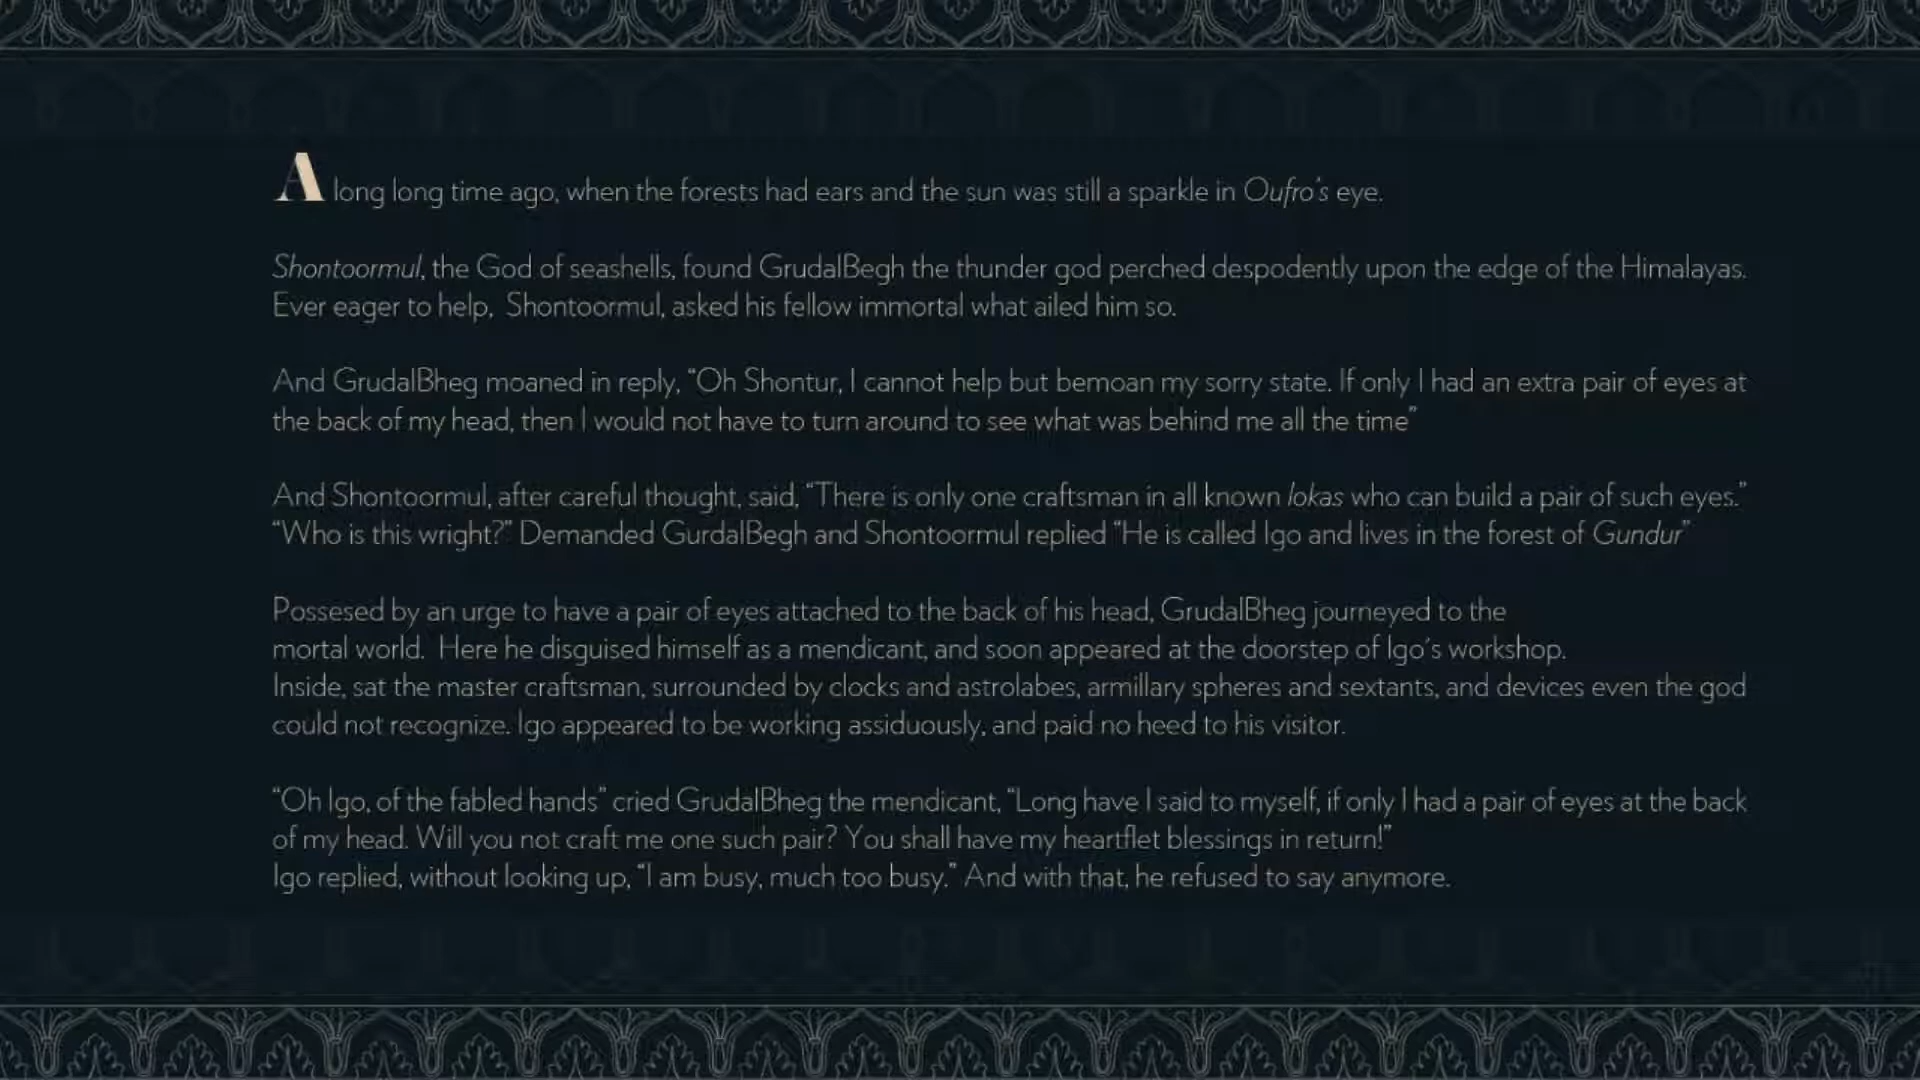 A long long time ago, when the forests had ears and the sun was still a sparkle in Oufro's eye.
Shontoormul, the God of seashells, found GrudalBegh the thunder god perched despodently upon the edge of the Himalayas.
Ever eager to help,  Shontoormul, asked his fellow immortal what ailed him so.
And GrudalBheg moaned in reply, “Oh Shontur, I cannot help but bemoan my sorry state. If only I had an extra pair of eyes at
the back of my head, then I would not have to turn around to see what was behind me all the time”
And Shontoormul, after careful thought, said, “There is only one craftsman in all known lokas who can build a pair of such eyes.”
“Who is this wright?” Demanded GurdalBegh and Shontoormul replied “He is called Igo and lives in the forest of Gundur”
Possesed by an urge to have a pair of eyes attached to the back of his head, GrudalBheg journeyed to the
mortal world.  Here he disguised himself as a mendicant, and soon appeared at the doorstep of Igo's workshop.
Inside, sat the master craftsman, surrounded by clocks and astrolabes, armillary spheres and sextants, and devices even the god
could not recognize. Igo appeared to be working assiduously, and paid no heed to his visitor.
“Oh Igo, of the fabled hands” cried GrudalBheg the mendicant, “Long have I said to myself, if only I had a pair of eyes at the back
of my head. Will you not craft me one such pair? You shall have my heartflet blessings in return!”
Igo replied, without looking up, “I am busy, much too busy.” And with that, he refused to say anymore.